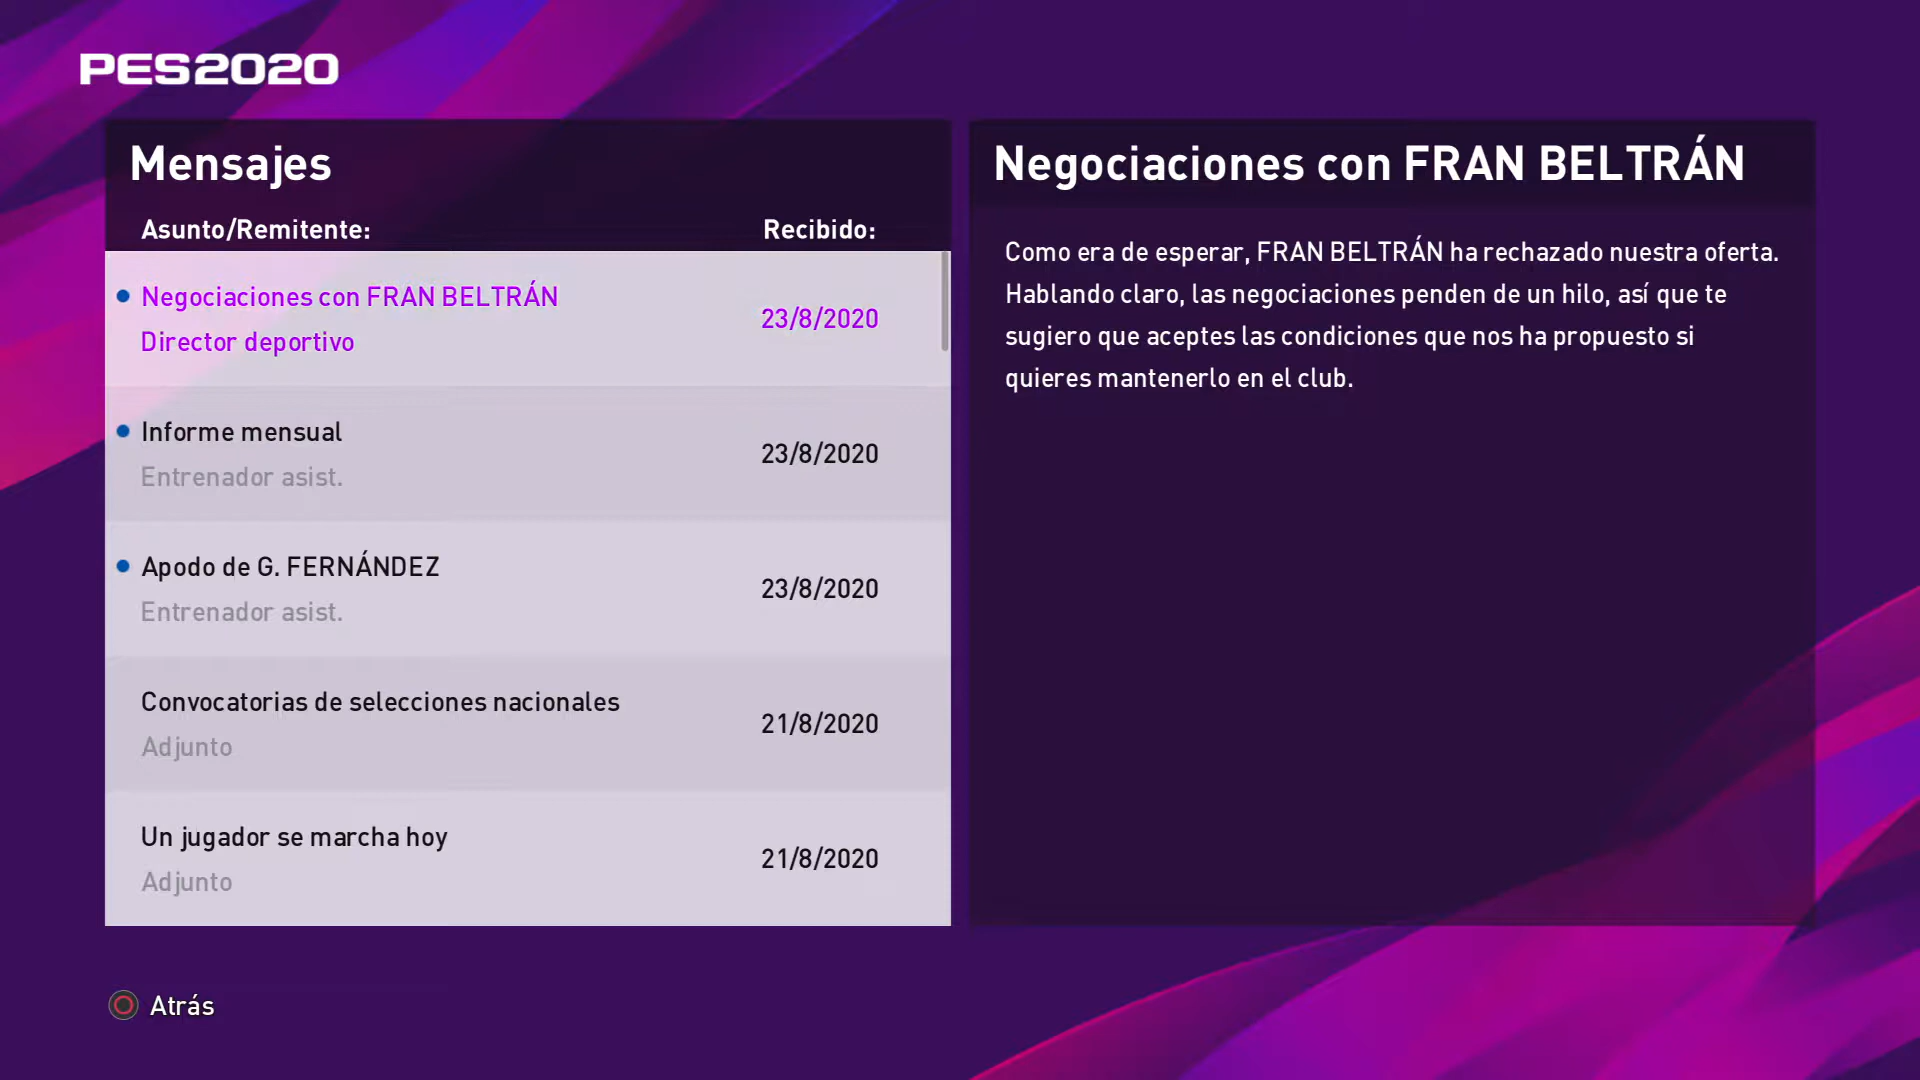 PES2020
Mensajes
Asunto/Remitente: Recibido:
Negociaciones con FRAN BELTRÁN
Director deportivo
23/8/2020
Informe mensual
Entrenador asist.
23/8/2020
Apodo de G. FERNÁNDEZ
Entrenador asist.
23/8/2020
Convocatorias de selecciones nacionales
Adjunto
21/8/2020
Un jugador se marcha hoy
Adjunto
21/8/2020
Negociaciones con FRAN BELTRÁN
Como era de esperar, FRAN BELTRÁN ha rechazado nuestra oferta.
Hablando claro, las negociaciones penden de un hilo, así que te
sugiero que aceptes las condiciones que nos ha propuesto si
quieres mantenerlo en el club.
Atrás